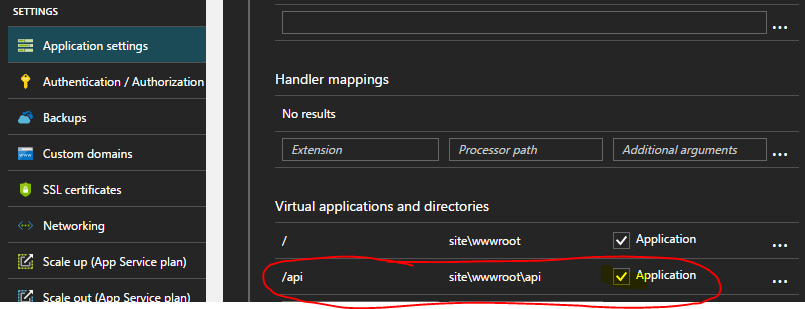 SETTINGS
Application settings
Authentication / Authorization
Backups
Custom domains
SSL certificates
Networking
Scale up (App Service plan)
Scale out (App Service plan)
...
Handler mappings
No results
Extension Processor path Additional arguments ...
Virtual applications and directories
/ site\wwwroot Application ...
/api site\wwwroot\api Application ...